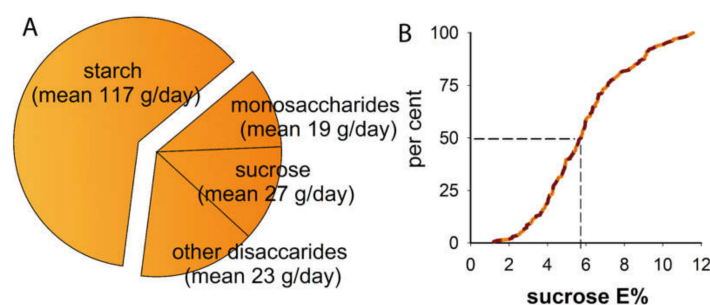 A
starch
(mean 117 g/day)
monosaccharides
(mean 19 g/day)
sucrose
(mean 27 g/day)
other disaccarides
(mean 23 g/day)
B
100
75
50
25
0
per cent
0 2 4 6 8 10 12
sucrose E%